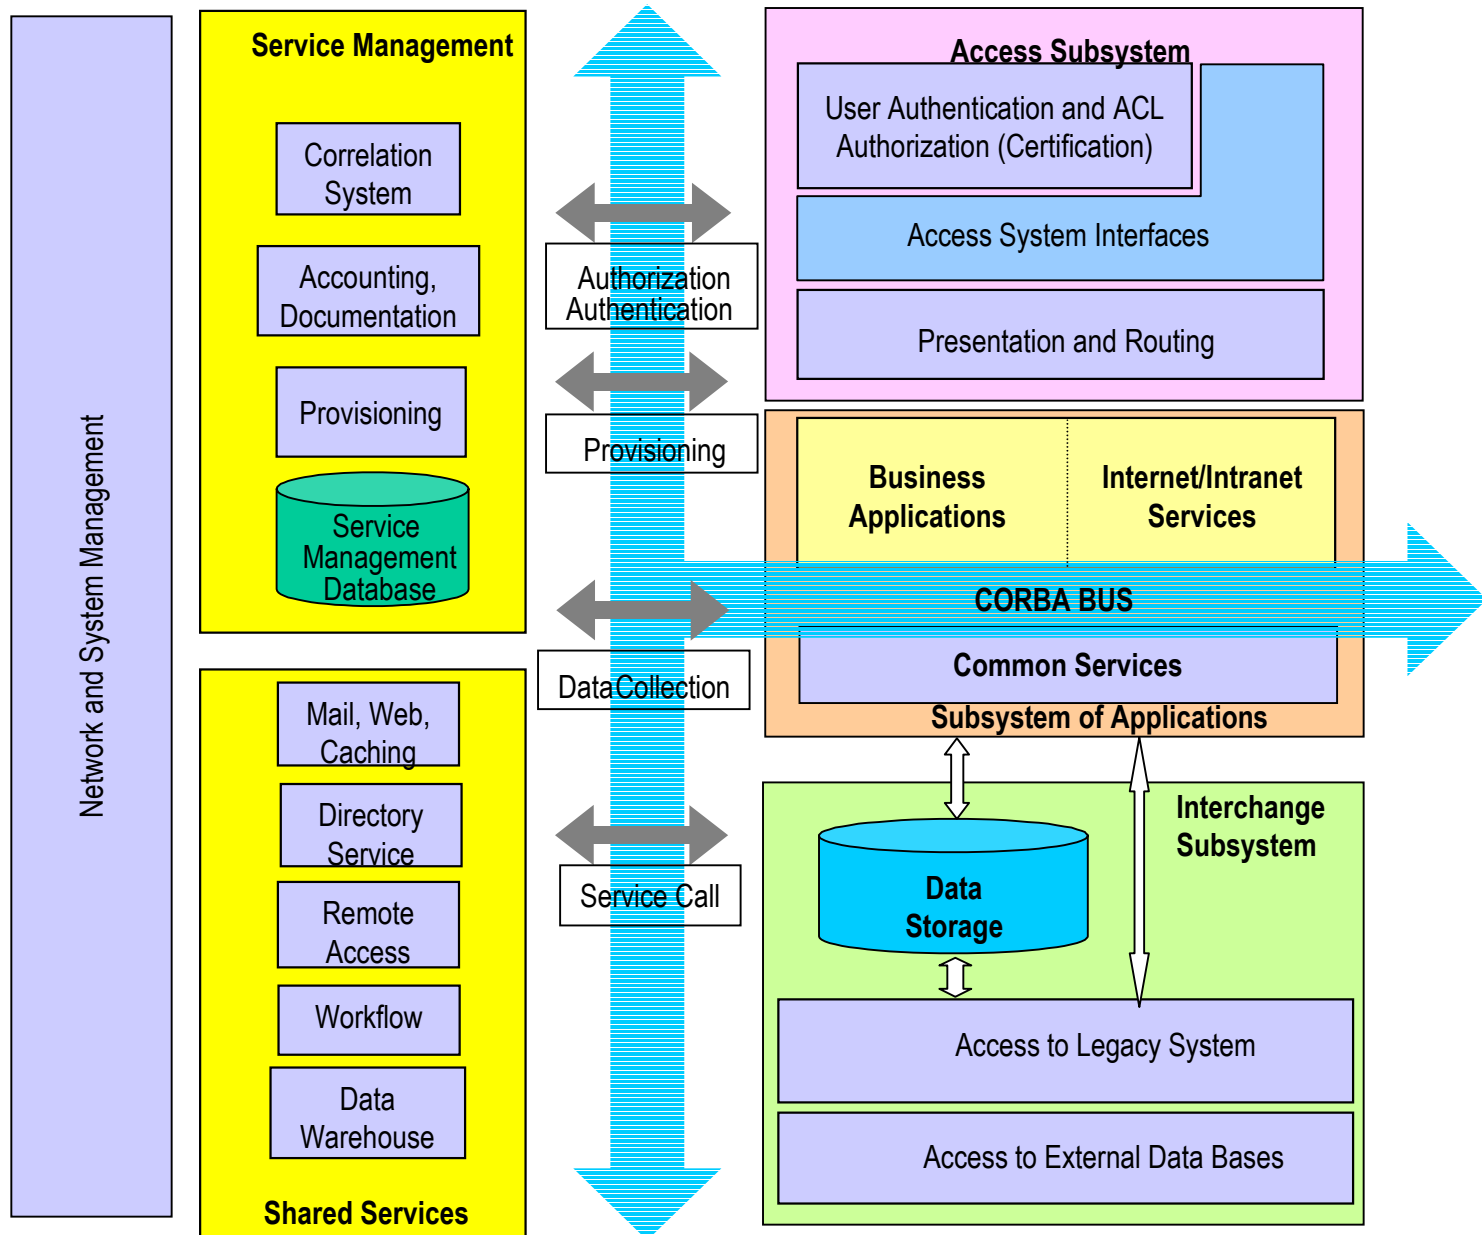 Network and System Management
Service Management
Correlation
System
Accounting,
Documentation
Provisioning
Service
Management
Database
Mail, Web,
Caching
Directory
Service
Remote
Access
Workflow
Data
Warehouse
Shared Services
Authorization
Authentication
Provisioning
DataCollection
Service Call
Access Subsystem
User Authentication and ACL
Authorization (Certification)
Access System Interfaces
Presentation and Routing
Business
Applications
Internet/Intranet
Services
CORBA BUS
Common Services
Subsystem of Applications
Interchange
Subsystem
Data
Storage
Access to Legacy System
Access to External Data Bases